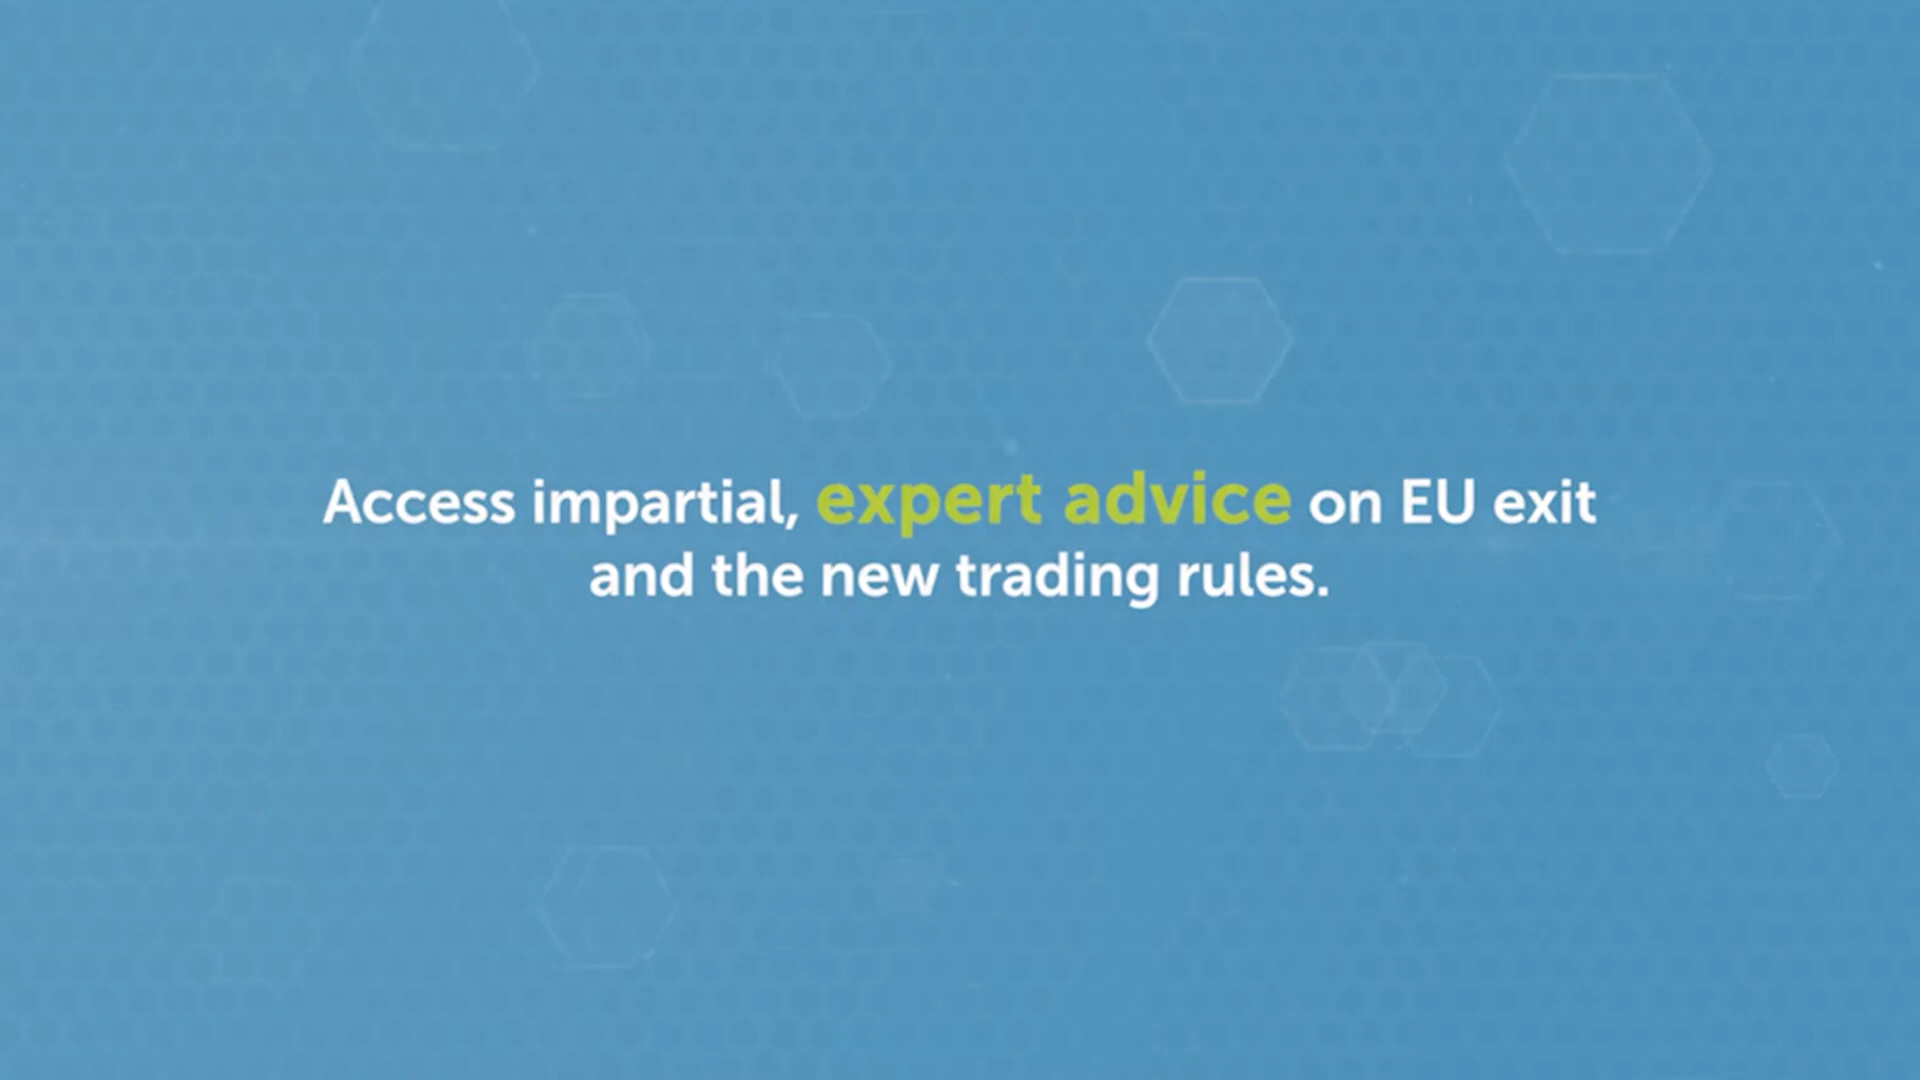 Access impartial, expert advice on EU exit
and the new trading rules.